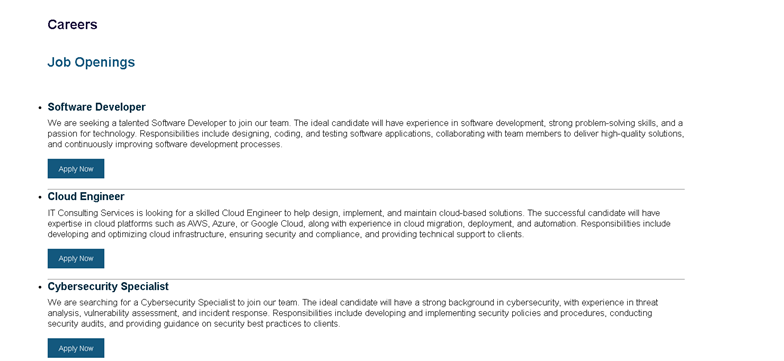 Careers
Job Openings
Software Developer
We are seeking a talented Software Developer to join our team. The ideal candidate will have experience in software development, strong problem-solving skills, and a
passion for technology. Responsibilities include designing, coding, and testing software applications, collaborating with team members to deliver high-quality solutions,
and continuously improving software development processes.
Apply Now
Cloud Engineer
IT Consulting Services is looking for a skilled Cloud Engineer to help design, implement, and maintain cloud-based solutions. The successful candidate will have
expertise in cloud platforms such as AWS, Azure, or Google Cloud, along with experience in cloud migration, deployment, and automation. Responsibilities include
developing and optimizing cloud infrastructure, ensuring security and compliance, and providing technical support to clients.
Apply Now
Cybersecurity Specialist
We are searching for a Cybersecurity Specialist to join our team. The ideal candidate will have a strong background in cybersecurity, with experience in threat
analysis, vulnerability assessment, and incident response. Responsibilities include developing and implementing security policies and procedures, conducting
security audits, and providing guidance on security best practices to clients.
Apply Now